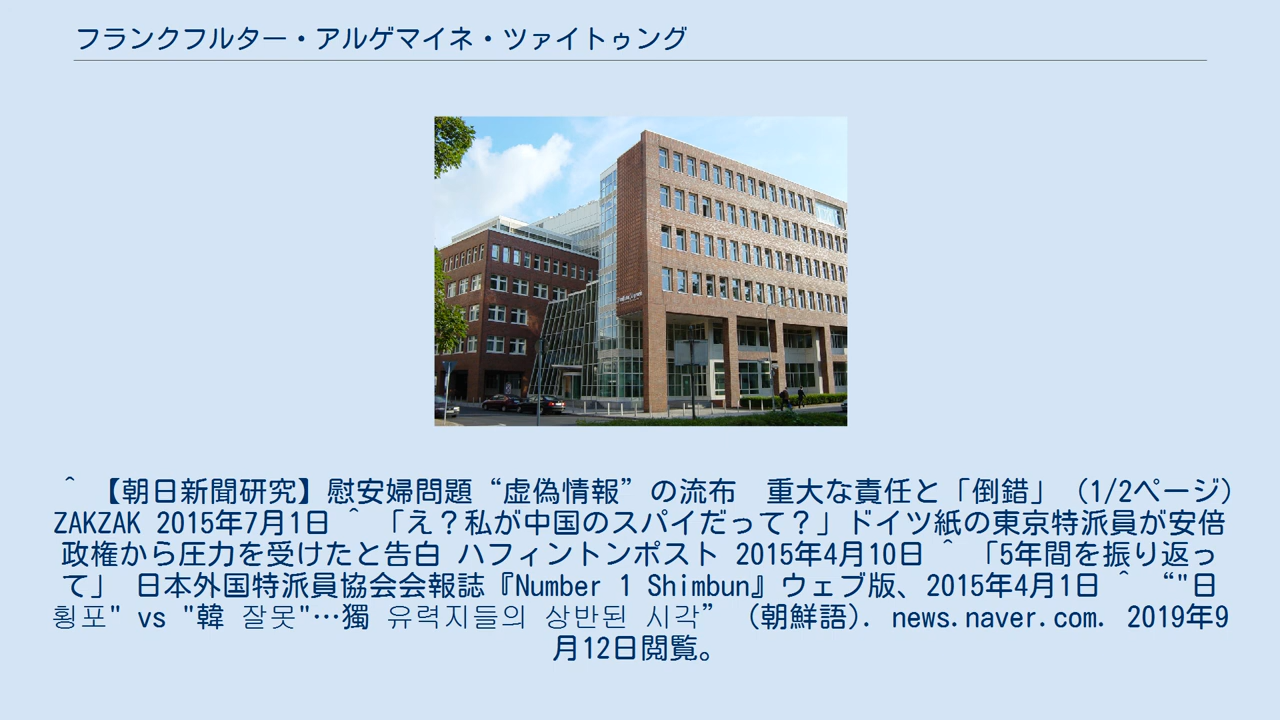 フランクフルター・アルゲマイネ・ツァイトゥング
^ 【朝日新聞研究】慰安婦問題“虚偽情報”の流布　重大な責任と「倒錯」（1/2ページ）
ZAKZAK 2015年7月1日 ^ 「え？私が中国のスパイだって？」ドイツ紙の東京特派員が安倍
政権から圧力を受けたと告白 ハフィントンポスト 2015年4月10日 ^ 「5年間を振り返っ
て」 日本外国特派員協会会報誌『Number 1 Shimbun』ウェブ版、2015年4月1日 ^ “"日
횡포" vs "韓 잘못"…獨 유력지들의 상반된 시각” （朝鮮語）. news.naver.com. 2019年9
月12日閲覧。